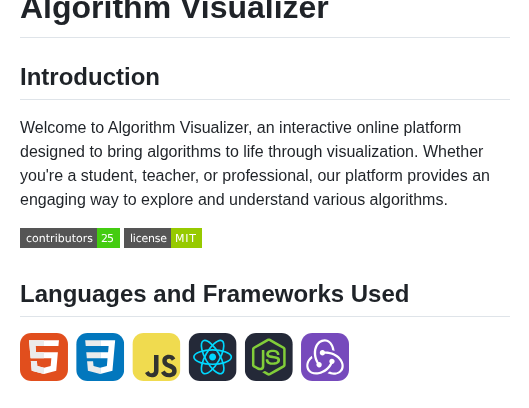 Algorithm Visualizer
Introduction
Welcome to Algorithm Visualizer, an interactive online platform
designed to bring algorithms to life through visualization. Whether
you're a student, teacher, or professional, our platform provides an
engaging way to explore and understand various algorithms.
contributors 25 license MIT
Languages and Frameworks Used
5 3 JS JS